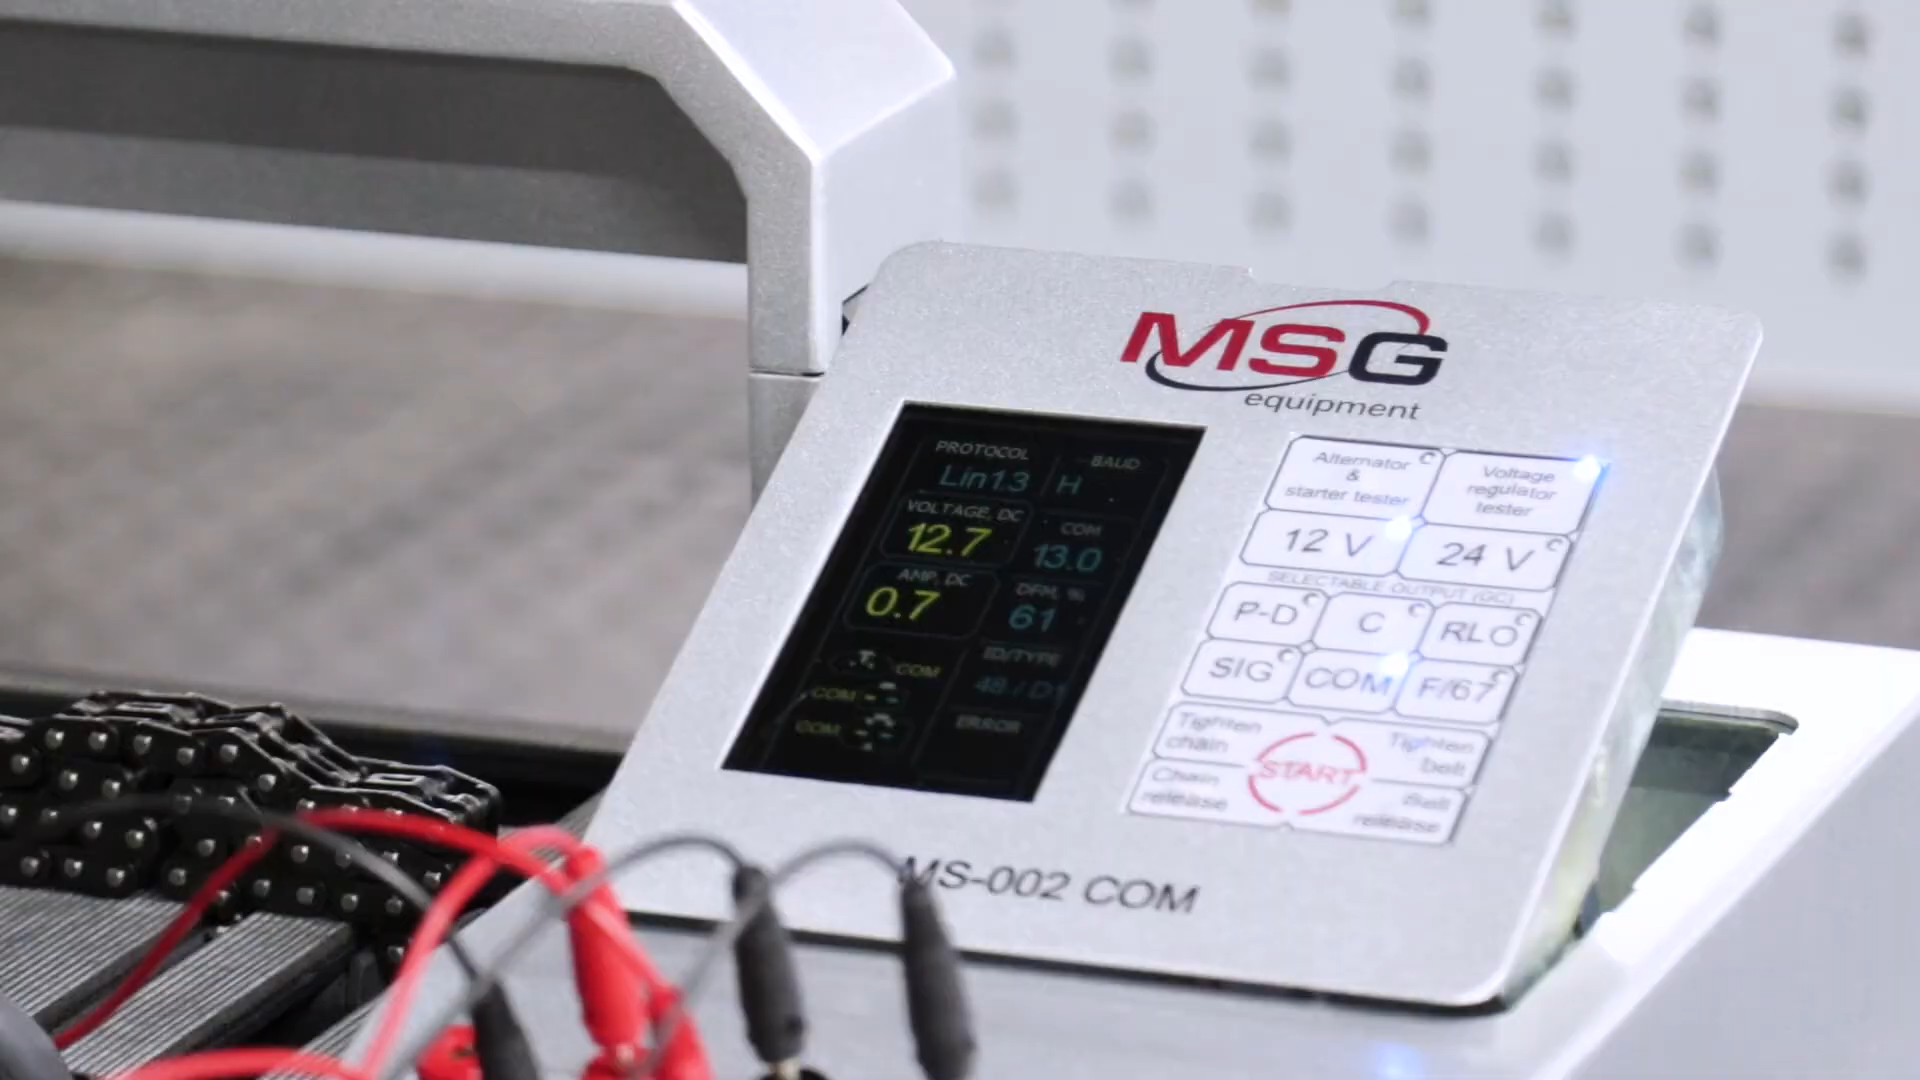 MSG
equipment
PROTOCOL
Lin1.3
BAUD
H
VOLTAGE, DC
12.7
COM
13.0
AMP, DC
0.7
DFM, %
61
COM
COM
COM
ID/TYPE
48 / D1
ERROR
Alternator
&
starter tester
Voltage
regulator
tester
12 V
24 V
SELECTABLE OUTPUT (GC)
P-D
C
RLO
SIG
COM
F/67
Tighten
chain
Tighten
belt
START
Chain
release
Belt
release
MS-002 COM